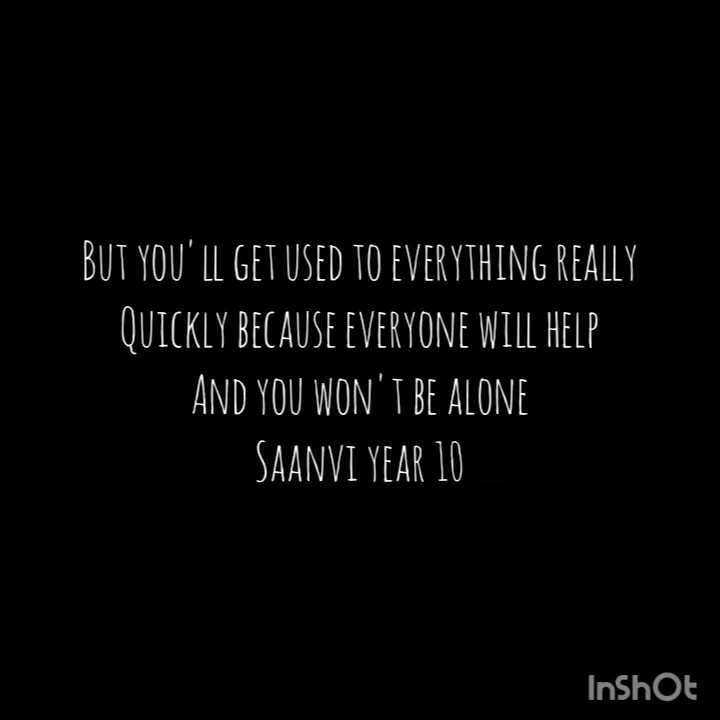 But you'll get used to everything really
Quickly because everyone will help
And you won't be alone
Saanvi year 10
InShOt